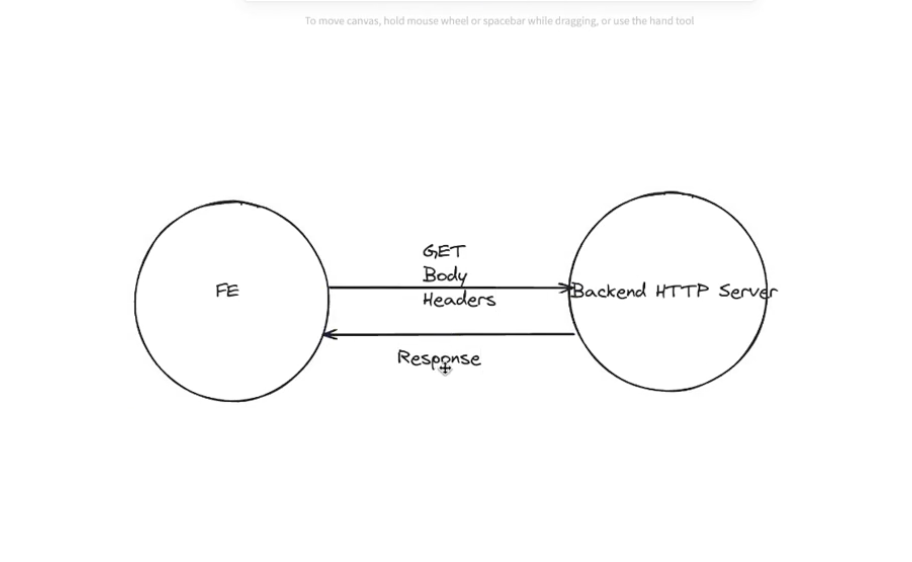 To move canvas, hold mouse wheel or spacebar while dragging, or use the hand tool
GET
Body
FE
Backend HTTP Server
Headers
Response